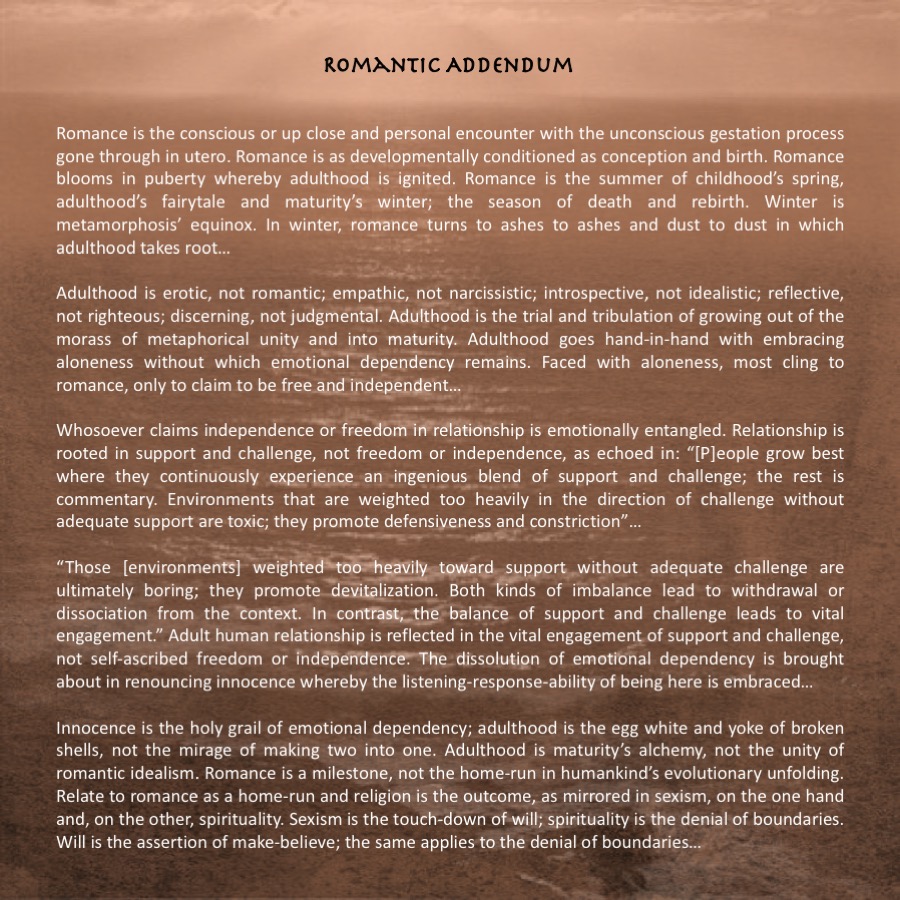 ROMANTIC ADDENDUM
Romance is the conscious or up close and personal encounter with the unconscious gestation process
gone through in utero. Romance is as developmentally conditioned as conception and birth. Romance
blooms in puberty whereby adulthood is ignited. Romance is the summer of childhood’s spring,
adulthood’s fairytale and maturity’s winter; the season of death and rebirth. Winter is
metamorphosis’ equinox. In winter, romance turns to ashes to ashes and dust to dust in which
adulthood takes root…
Adulthood is erotic, not romantic; empathic, not narcissistic; introspective, not idealistic; reflective,
not righteous; discerning, not judgmental. Adulthood is the trial and tribulation of growing out of the
morass of metaphorical unity and into maturity. Adulthood goes hand-in-hand with embracing
aloneness without which emotional dependency remains. Faced with aloneness, most cling to
romance, only to claim to be free and independent…
Whosoever claims independence or freedom in relationship is emotionally entangled. Relationship is
rooted in support and challenge, not freedom or independence, as echoed in: “[P]eople grow best
where they continuously experience an ingenious blend of support and challenge; the rest is
commentary. Environments that are weighted too heavily in the direction of challenge without
adequate support are toxic; they promote defensiveness and constriction”…
“Those [environments] weighted too heavily toward support without adequate challenge are
ultimately boring; they promote devitalization. Both kinds of imbalance lead to withdrawal or
dissociation from the context. In contrast, the balance of support and challenge leads to vital
engagement.” Adult human relationship is reflected in the vital engagement of support and challenge,
not self-ascribed freedom or independence. The dissolution of emotional dependency is brought
about in renouncing innocence whereby the listening-response-ability of being here is embraced…
Innocence is the holy grail of emotional dependency; adulthood is the egg white and yoke of broken
shells, not the mirage of making two into one. Adulthood is maturity’s alchemy, not the unity of
romantic idealism. Romance is a milestone, not the home-run in humankind’s evolutionary unfolding.
Relate to romance as a home-run and religion is the outcome, as mirrored in sexism, on the one hand
and, on the other, spirituality. Sexism is the touch-down of will; spirituality is the denial of boundaries.
Will is the assertion of make-believe; the same applies to the denial of boundaries…